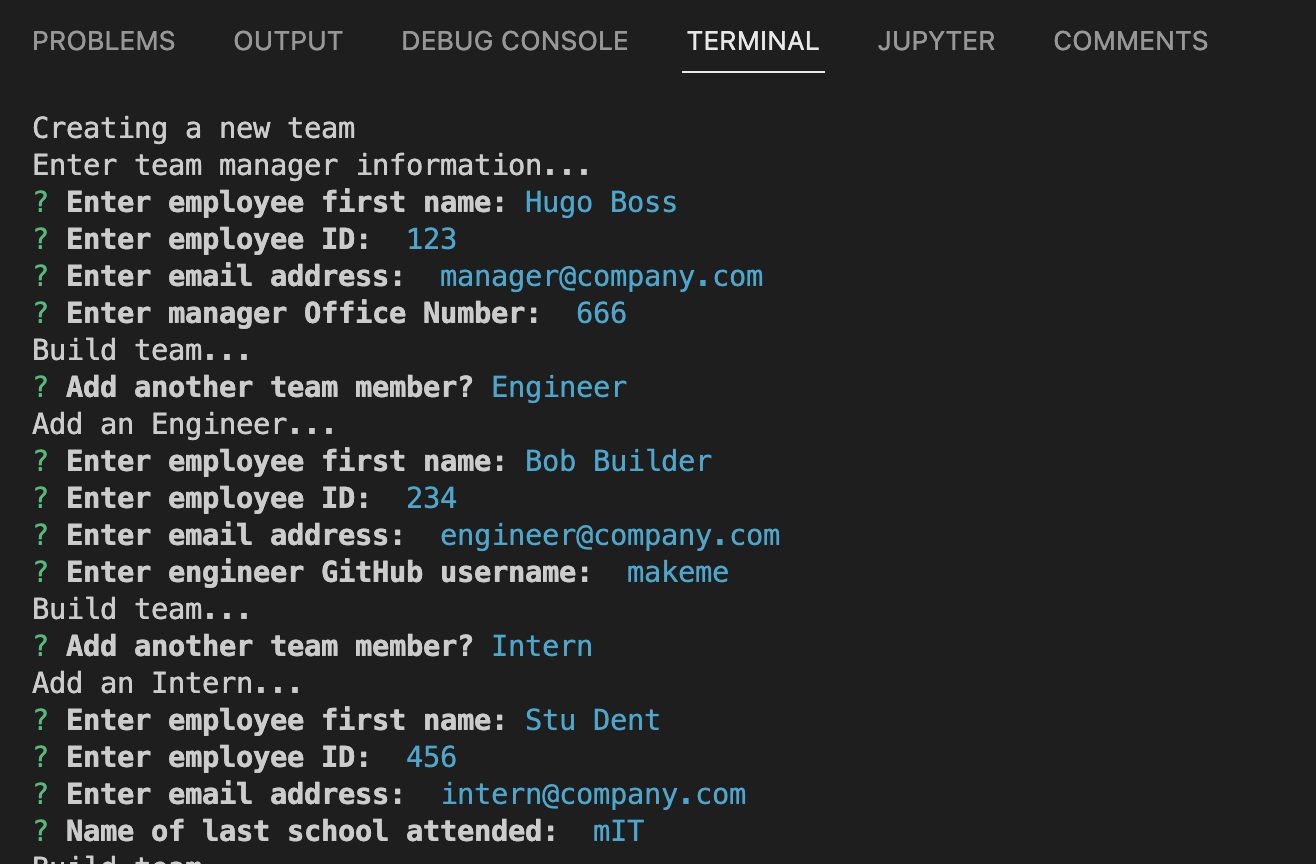 PROBLEMS OUTPUT DEBUG CONSOLE TERMINAL JUPYTER COMMENTS
Creating a new team
Enter team manager information...
? Enter employee first name: Hugo Boss
? Enter employee ID:  123
? Enter email address:  manager@company.com
? Enter manager Office Number:  666
Build team...
? Add another team member? Engineer
Add an Engineer...
? Enter employee first name: Bob Builder
? Enter employee ID:  234
? Enter email address:  engineer@company.com
? Enter engineer GitHub username:  makeme
Build team...
? Add another team member? Intern
Add an Intern...
? Enter employee first name: Stu Dent
? Enter employee ID:  456
? Enter email address:  intern@company.com
? Name of last school attended:  mIT
Build team